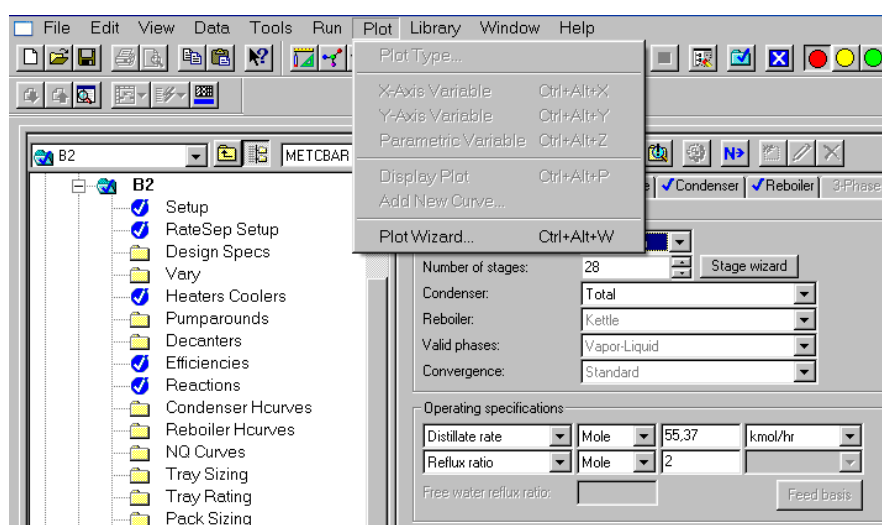 File Edit View Data Tools Run Plot Library Window Help
Plot Type...
X-Axis Variable Ctrl+Alt+X
Y-Axis Variable Ctrl+Alt+Y
Parametric Variable Ctrl+Alt+Z
Display Plot Ctrl+Alt+P
Add New Curve...
Plot Wizard... Ctrl+Alt+W
B2
METCBAR
N>
B2
Setup
RateSep Setup
Design Specs
Vary
Heaters Coolers
Pumparounds
Decanters
Efficiencies
Reactions
Condenser Hcurves
Reboiler Hcurves
NQ Curves
Tray Sizing
Tray Rating
Pack Sizing
Condenser Reboiler 3-Phase
Number of stages: 28 Stage wizard
Condenser: Total
Reboiler: Kettle
Valid phases: Vapor-Liquid
Convergence: Standard
Operating specifications
Distillate rate Mole 55,37 kmol/hr
Reflux ratio Mole 2
Free water reflux ratio: Feed basis